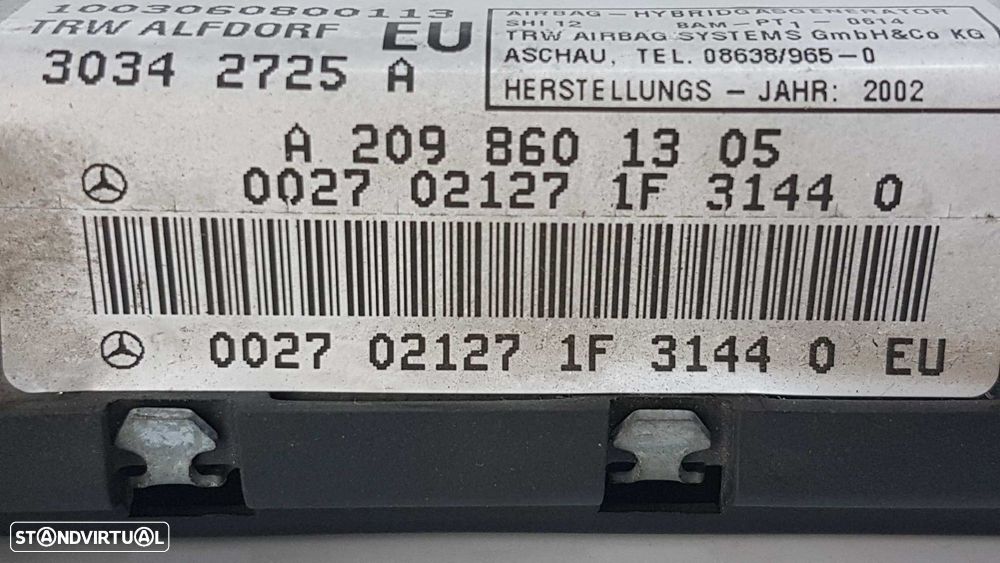 1003060800113
TRW ALFDORF EU
3034 2725 A
AIRBAG-HYBRIDGASGENERATOR
SHI 12 BAM-PT1-0614
TRW AIRBAG SYSTEMS GmbH&Co KG
ASCHAU, TEL. 08638/965-0
HERSTELLUNGS - JAHR: 2002
A 209 860 13 05
0027 02127 1F 3144 0
0027 02127 1F 3144 0 EU
STANDVIRTUAL